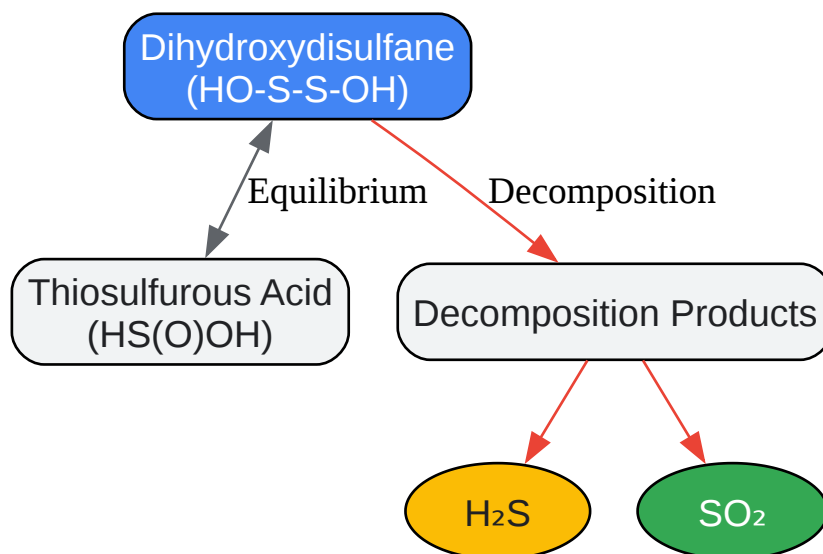 Dihydroxydisulfane
(HO-S-S-OH)
Equilibrium
Decomposition
Thiosulfurous Acid
(HS(O)OH)
Decomposition Products
H₂S
SO₂